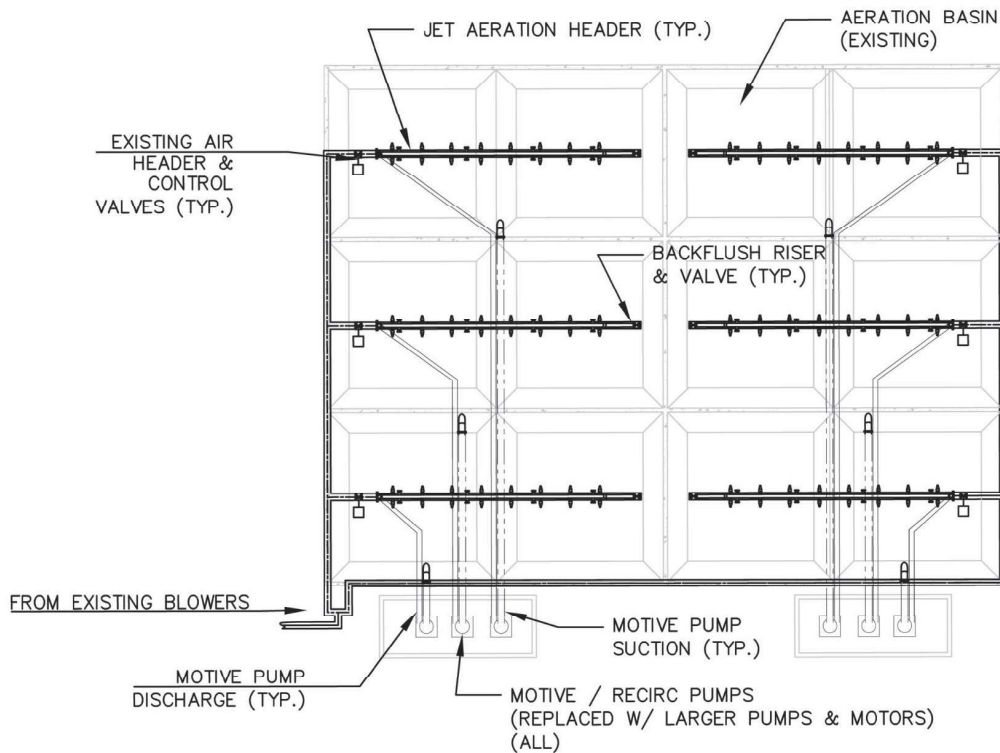 JET AERATION HEADER (TYP.)
AERATION BASIN
(EXISTING)
EXISTING AIR
HEADER &
CONTROL
VALVES (TYP.)
BACKFLUSH RISER
& VALVE (TYP.)
FROM EXISTING BLOWERS
MOTIVE PUMP
SUCTION (TYP.)
MOTIVE PUMP
DISCHARGE (TYP.)
MOTIVE / RECIRC PUMPS
(REPLACED W/ LARGER PUMPS & MOTORS)
(ALL)